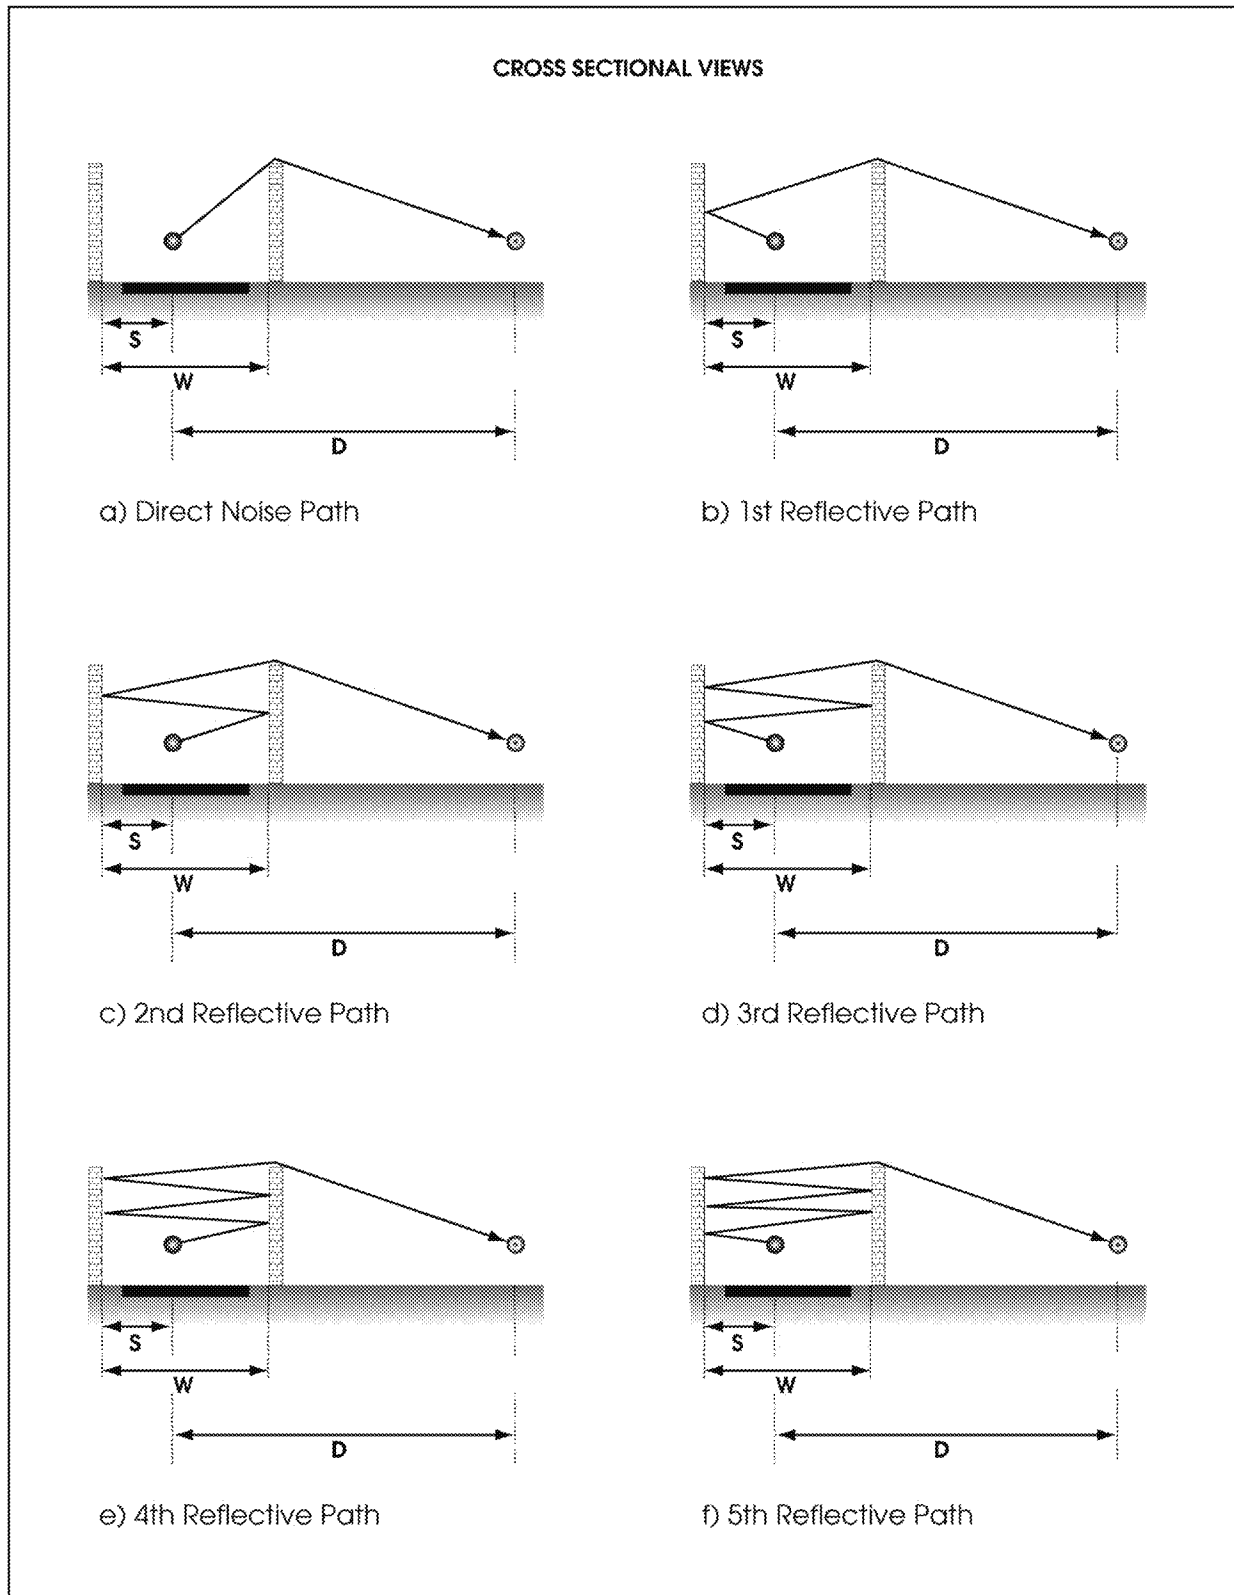 CROSS SECTIONAL VIEWS
S
W
D
a) Direct Noise Path
S
W
D
b) 1st Reflective Path
S
W
D
c) 2nd Reflective Path
S
W
D
d) 3rd Reflective Path
S
W
D
e) 4th Reflective Path
S
W
D
f) 5th Reflective Path